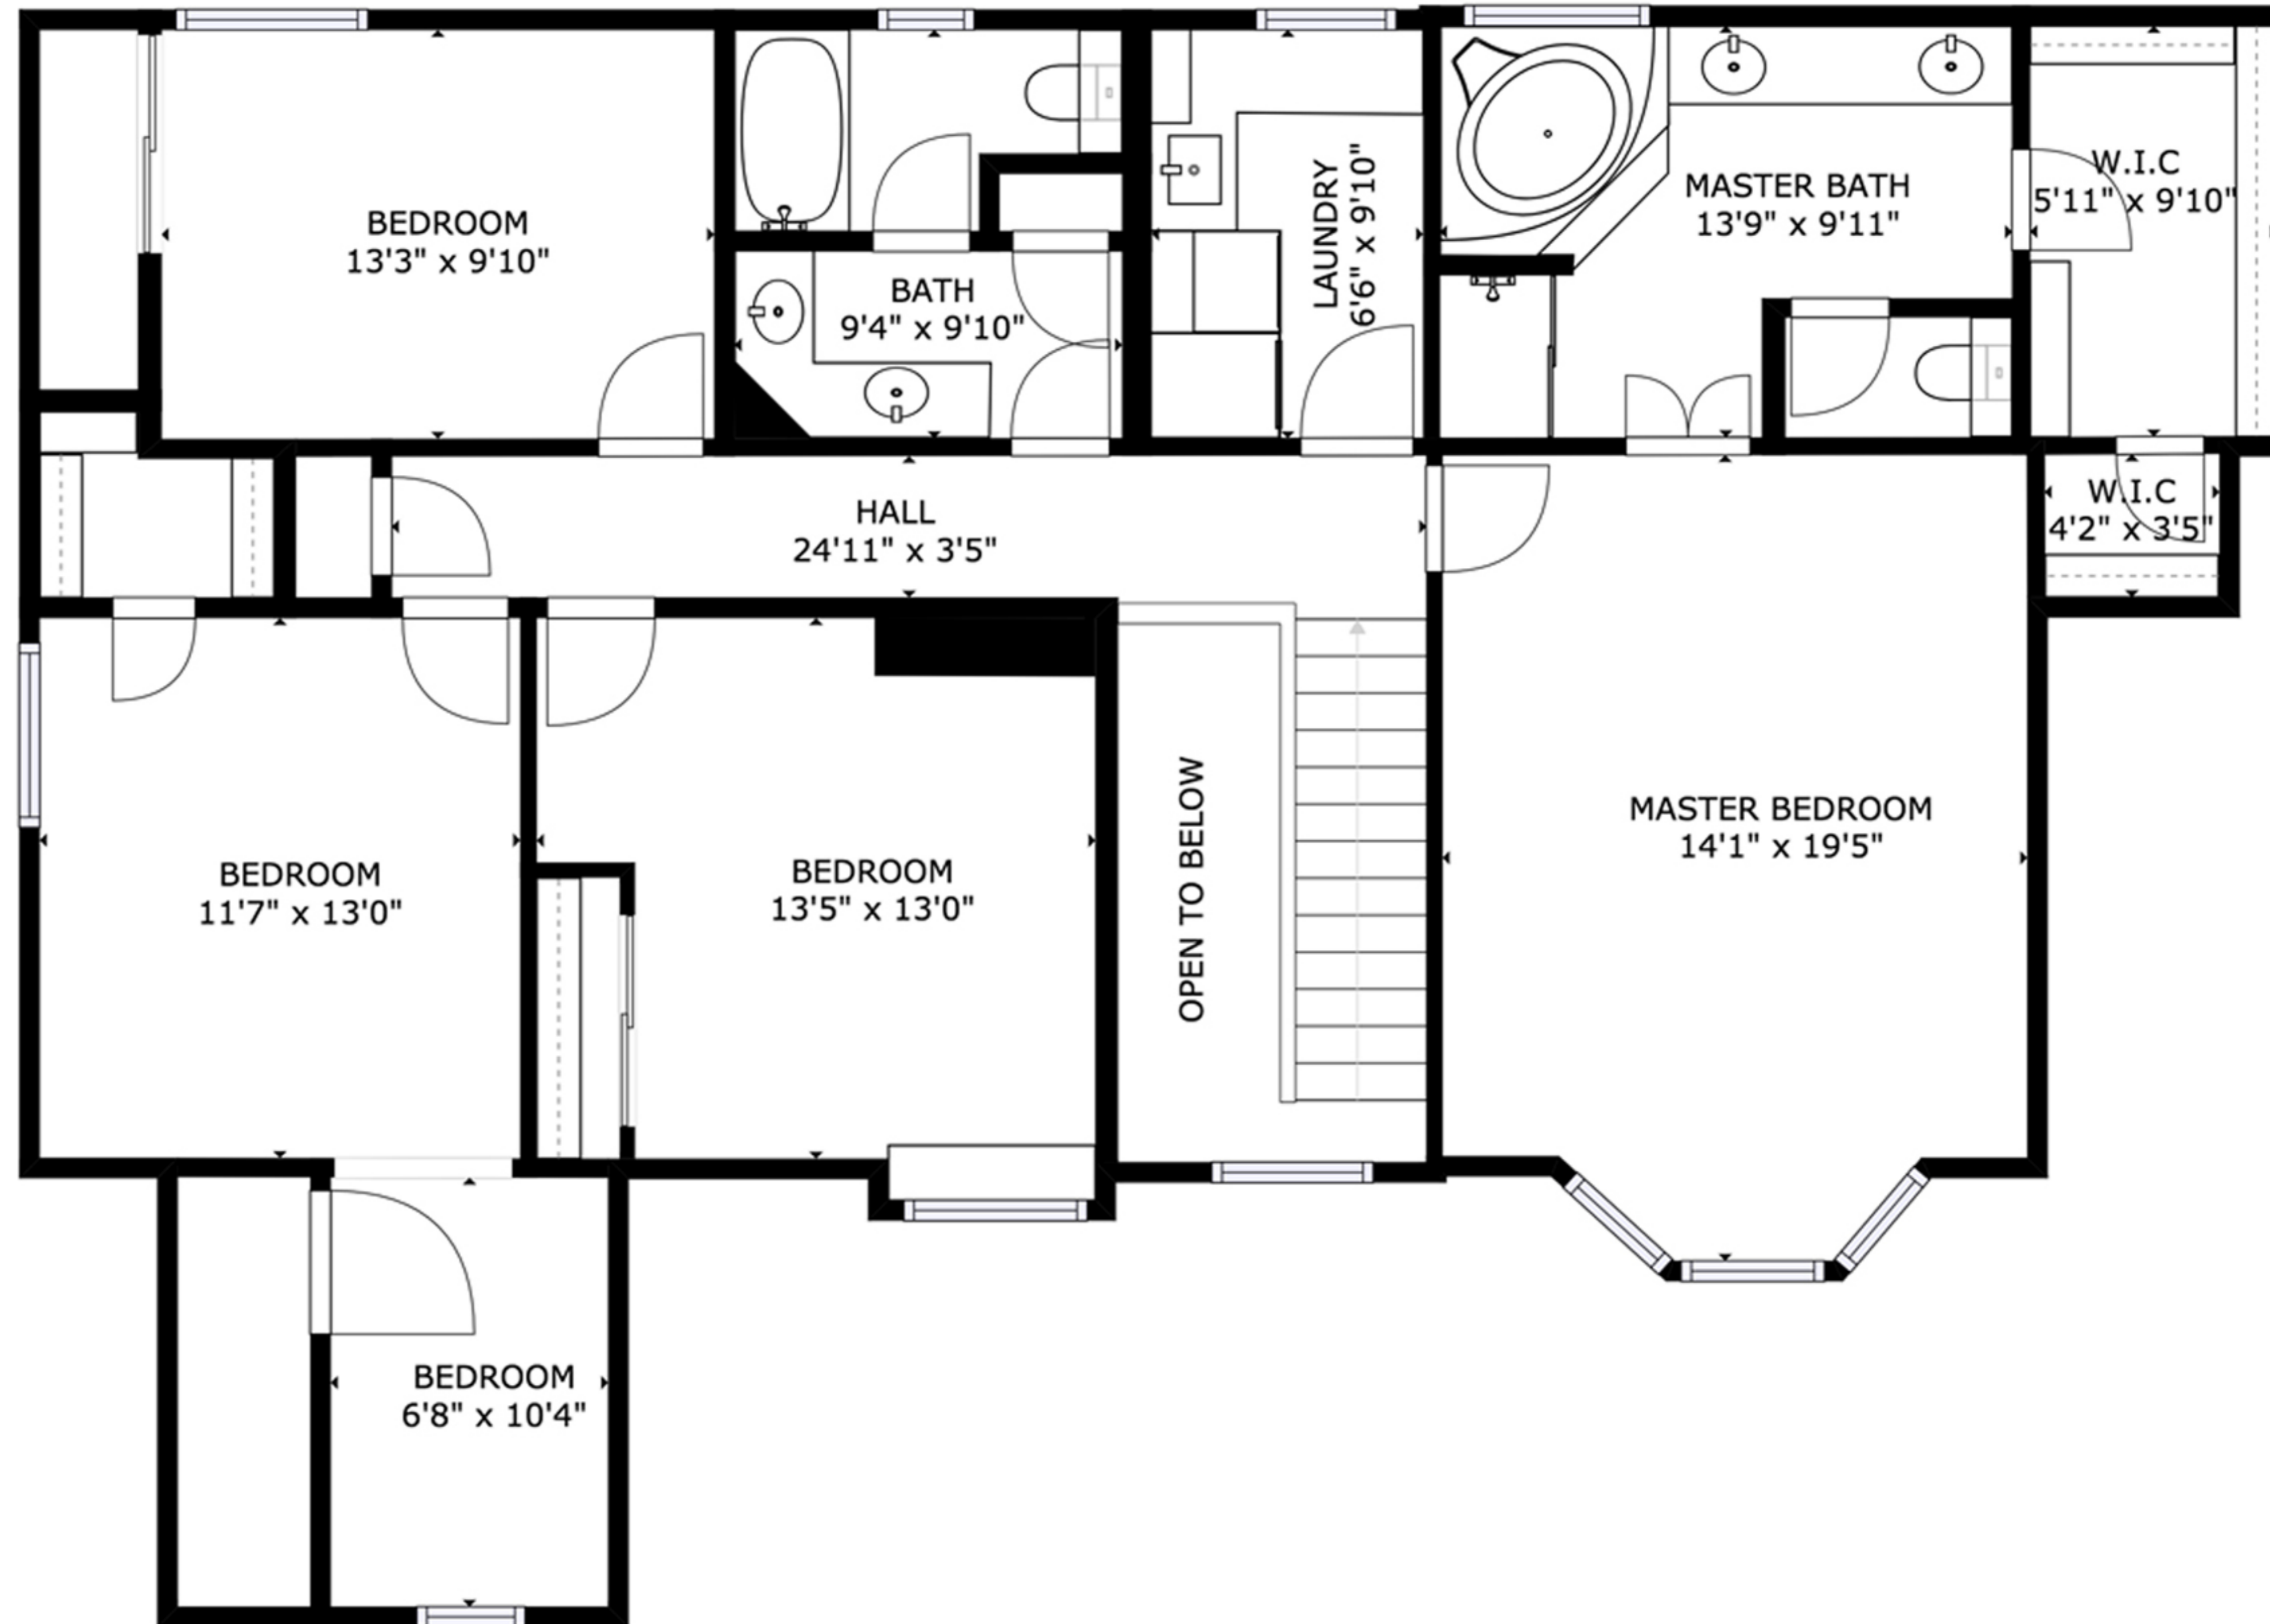 BEDROOM
13'3" x 9'10"
BATH
9'4" x 9'10"
LAUNDRY
6'6" x 9'10"
MASTER BATH
13'9" x 9'11"
W.I.C
5'11" x 9'10"
HALL
24'11" x 3'5"
W.I.C
4'2" x 3'5"
BEDROOM
11'7" x 13'0"
BEDROOM
13'5" x 13'0"
OPEN TO BELOW
MASTER BEDROOM
14'1" x 19'5"
BEDROOM
6'8" x 10'4"